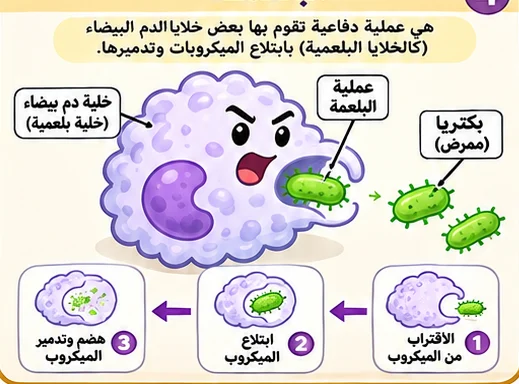 هي عملية دفاعية تقوم بها بعض خلايا الدم البيضاء
(كالخلايا البلعمية) بابتلاع الميكروبات وتدميرها.
خلية دم بيضاء
(خلية بلعمية)
عملية
البلعمة
بكتريا
(ممرض)
1
الأقتراب
من الميكروب
2
ابتلاع
الميكروب
3
هضم وتدمير
الميكروب